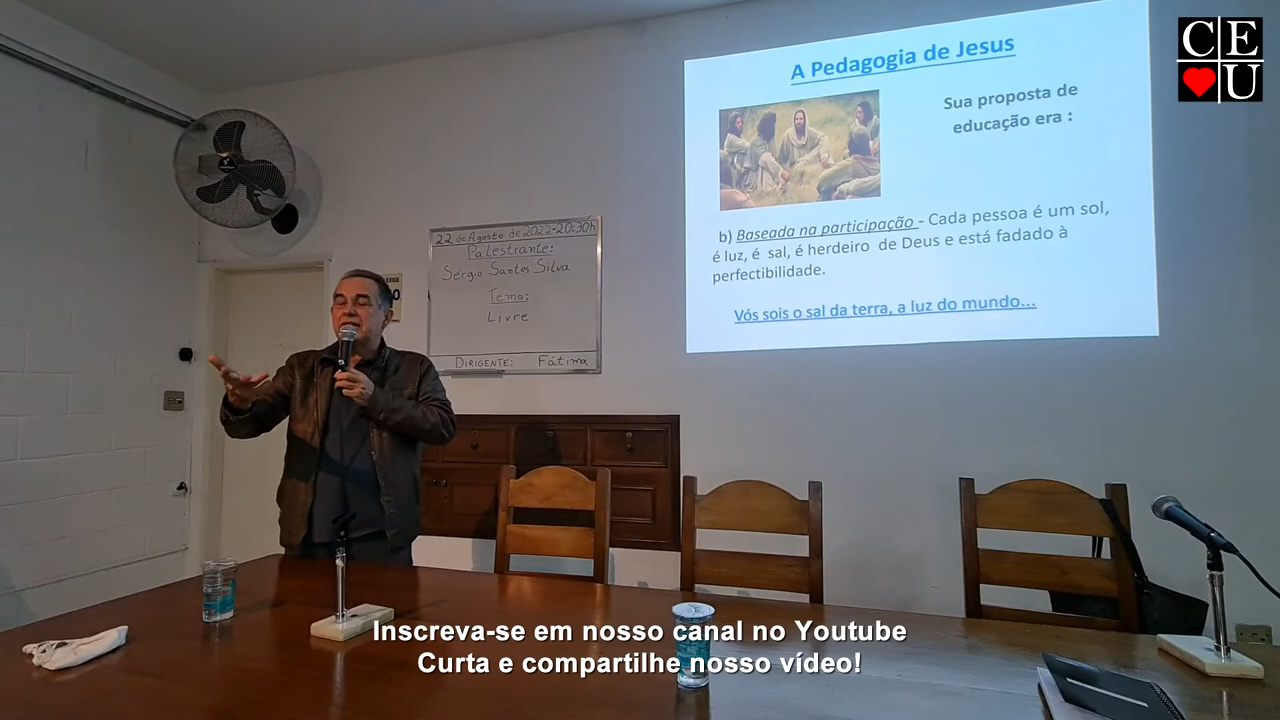 A Pedagogia de Jesus
Sua proposta de
educação era :
b) Baseada na participação - Cada pessoa é um sol,
é luz, é sal, é herdeiro de Deus e está fadado à
perfectibilidade.
Vós sois o sal da terra, a luz do mundo...
CE
U
22 de Agosto de 2022-20:30h
Palestrante:
Sérgio Santos Silva
Tema:
Livre
DIRIGENTE: Fátima
Inscreva-se em nosso canal no Youtube
Curta e compartilhe nosso vídeo!